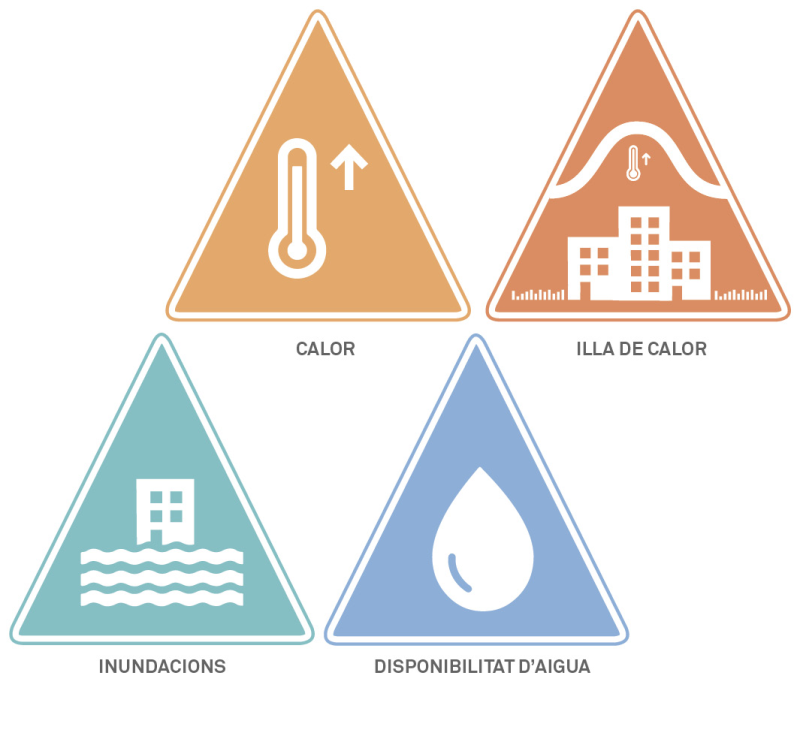 CALOR
ILLA DE CALOR
INUNDACIONS
DISPONIBILITAT D’AIGUA